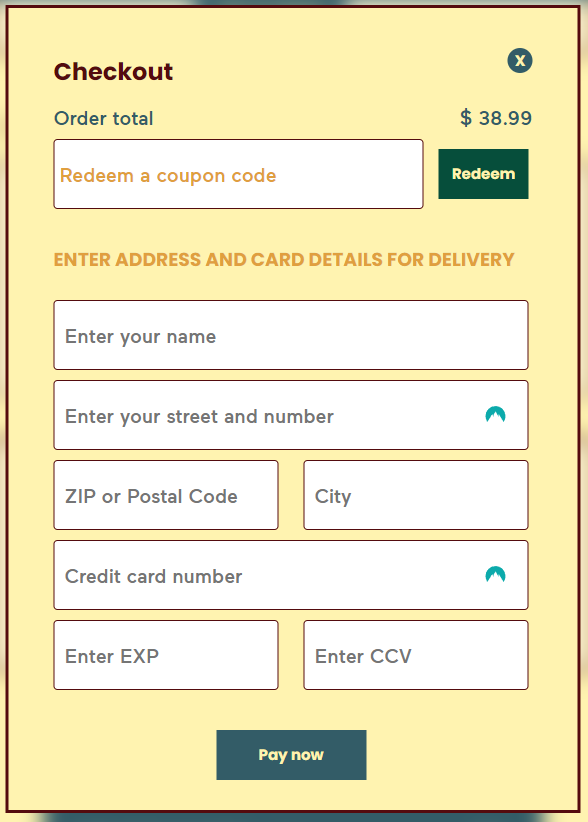 Checkout
X
Order total $ 38.99
Redeem a coupon code Redeem
ENTER ADDRESS AND CARD DETAILS FOR DELIVERY
Enter your name
Enter your street and number
ZIP or Postal Code City
Credit card number
Enter EXP Enter CCV
Pay now